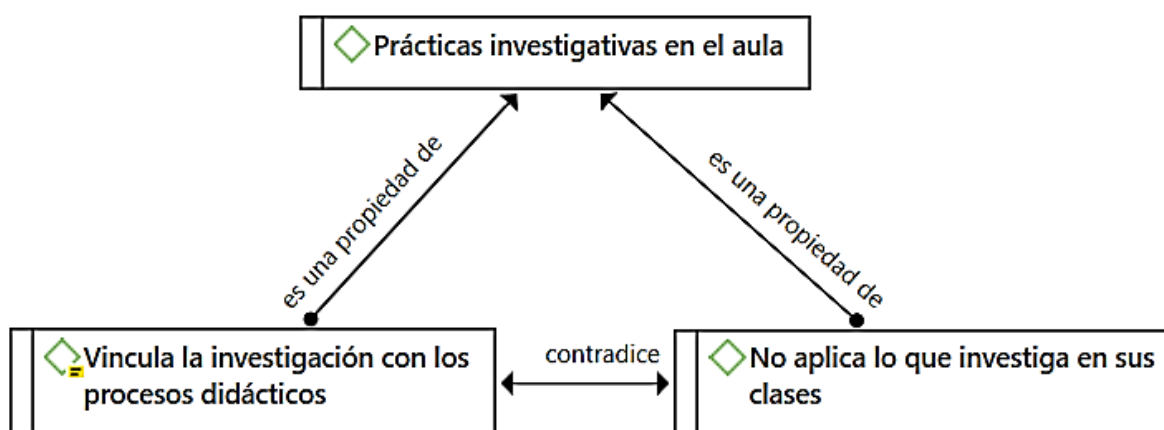 Prácticas investigativas en el aula
es una propiedad de
es una propiedad de
Vincula la investigación con los
procesos didácticos
contradice
No aplica lo que investiga en sus
clases